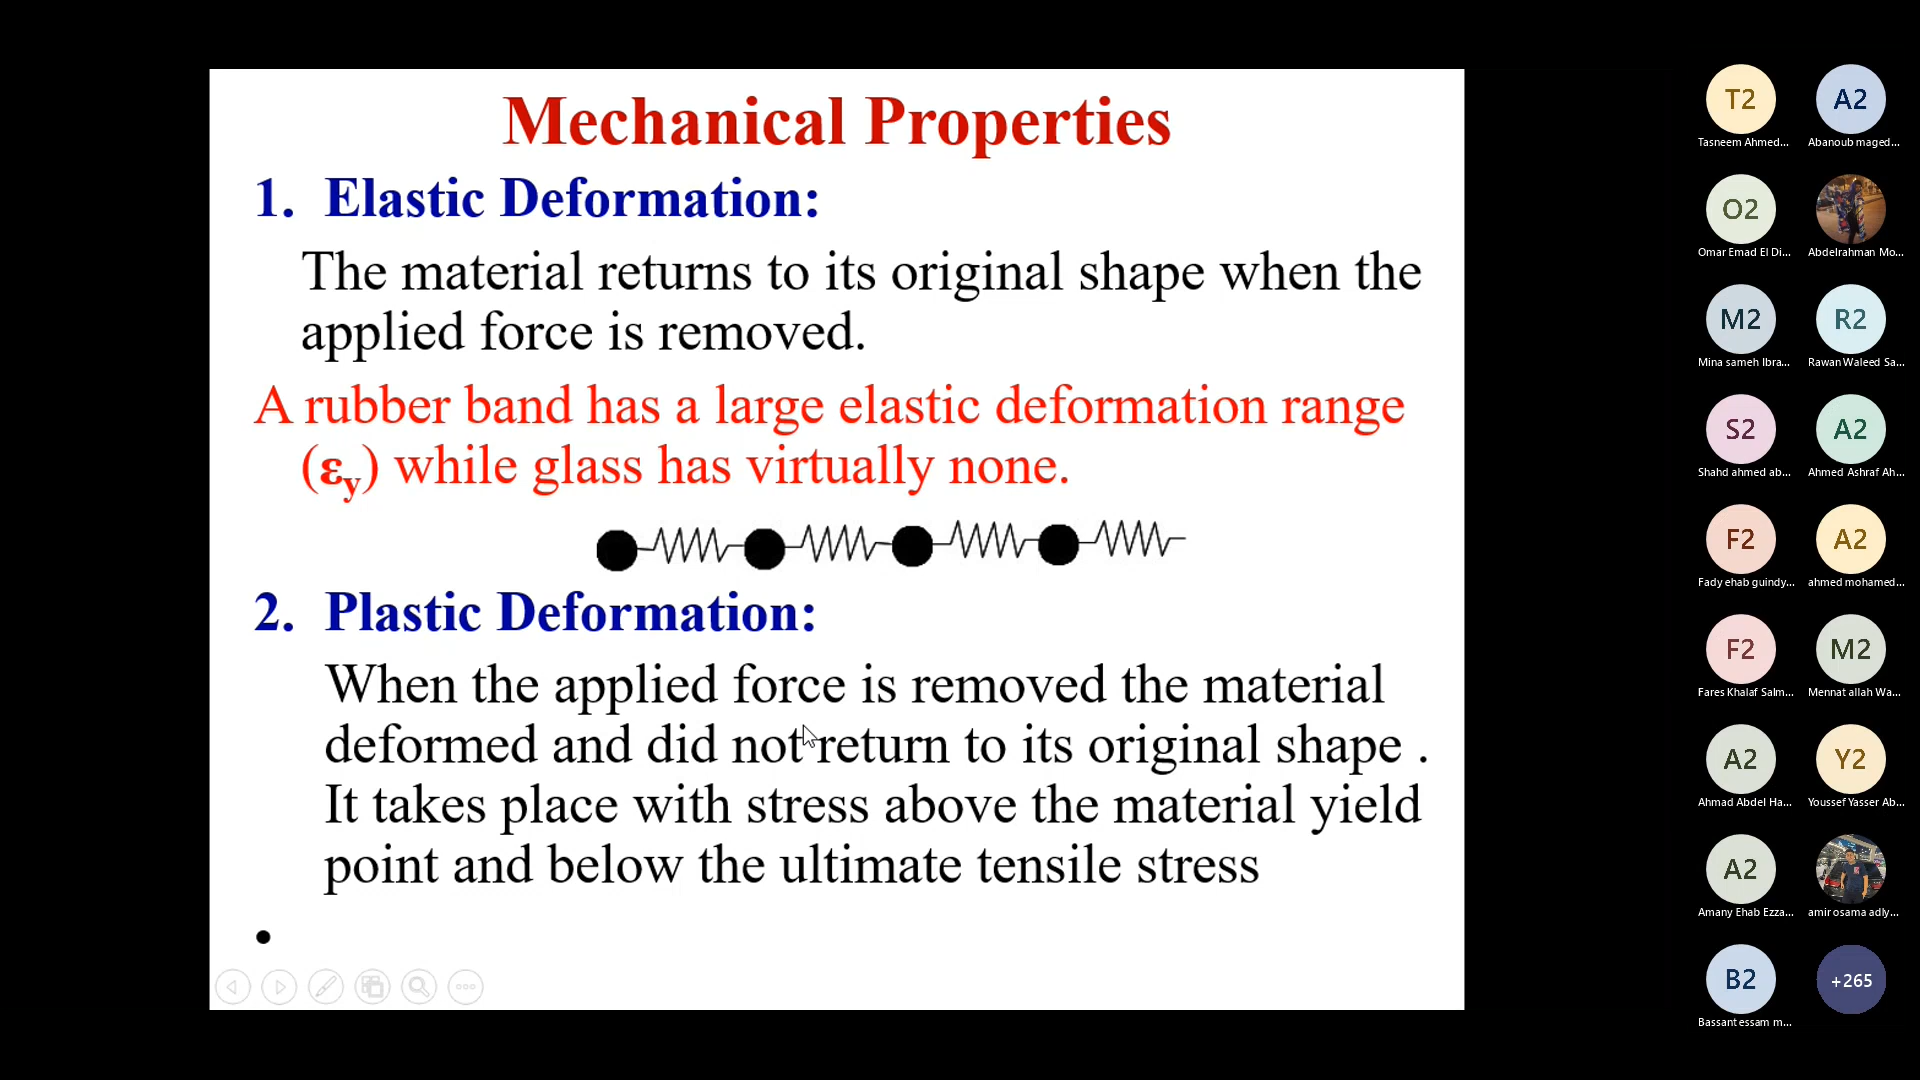 Mechanical Properties
1. Elastic Deformation:
The material returns to its original shape when the
applied force is removed.
A rubber band has a large elastic deformation range
(εy) while glass has virtually none.
2. Plastic Deformation:
When the applied force is removed the material
deformed and did not return to its original shape .
It takes place with stress above the material yield
point and below the ultimate tensile stress
•
T2
Tasneem Ahmed...
A2
Abanoub maged...
O2
Omar Emad El Di...
Abdelrahman Mo...
M2
Mina sameh Ibra...
R2
Rawan Waleed Sa...
S2
Shahd ahmed ab...
A2
Ahmed Ashraf Ah...
F2
Fady ehab guindy...
A2
ahmed mohamed...
F2
Fares Khalaf Salm...
M2
Mennat allah Wa...
A2
Ahmad Abdel Ha...
Y2
Youssef Yasser Ab...
A2
Amany Ehab Ezza...
amir osama adly...
B2
Bassant essam m...
+265